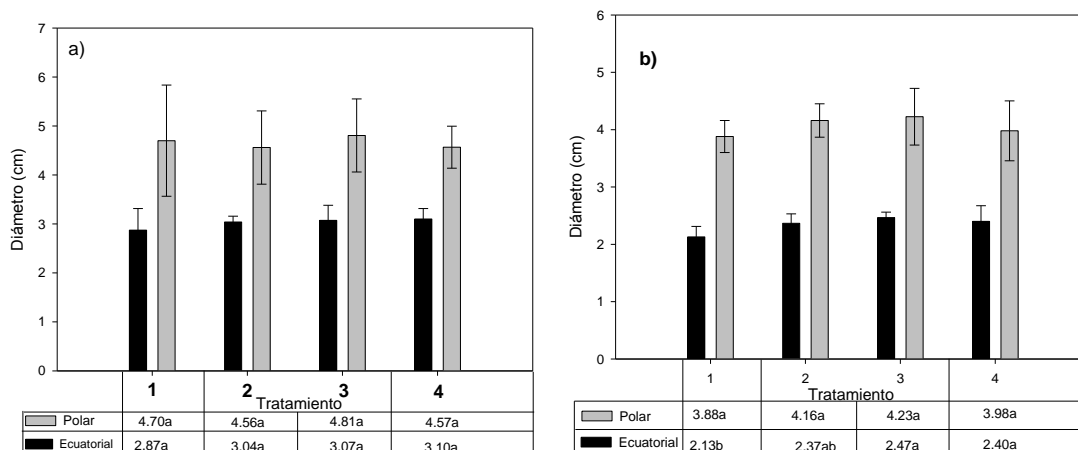 a)
7
6
5
4
3
2
1
0
Diámetro (cm)
1 2 3 4
Tratamiento
Polar 4.70a 4.56a 4.81a 4.57a
Ecuatorial 2.87a 3.04a 3.07a 3.10a
b)
6
5
4
3
2
1
0
Diámetro (cm)
1 2 3 4
Tratamiento
Polar 3.88a 4.16a 4.23a 3.98a
Ecuatorial 2.13b 2.37ab 2.47a 2.40a